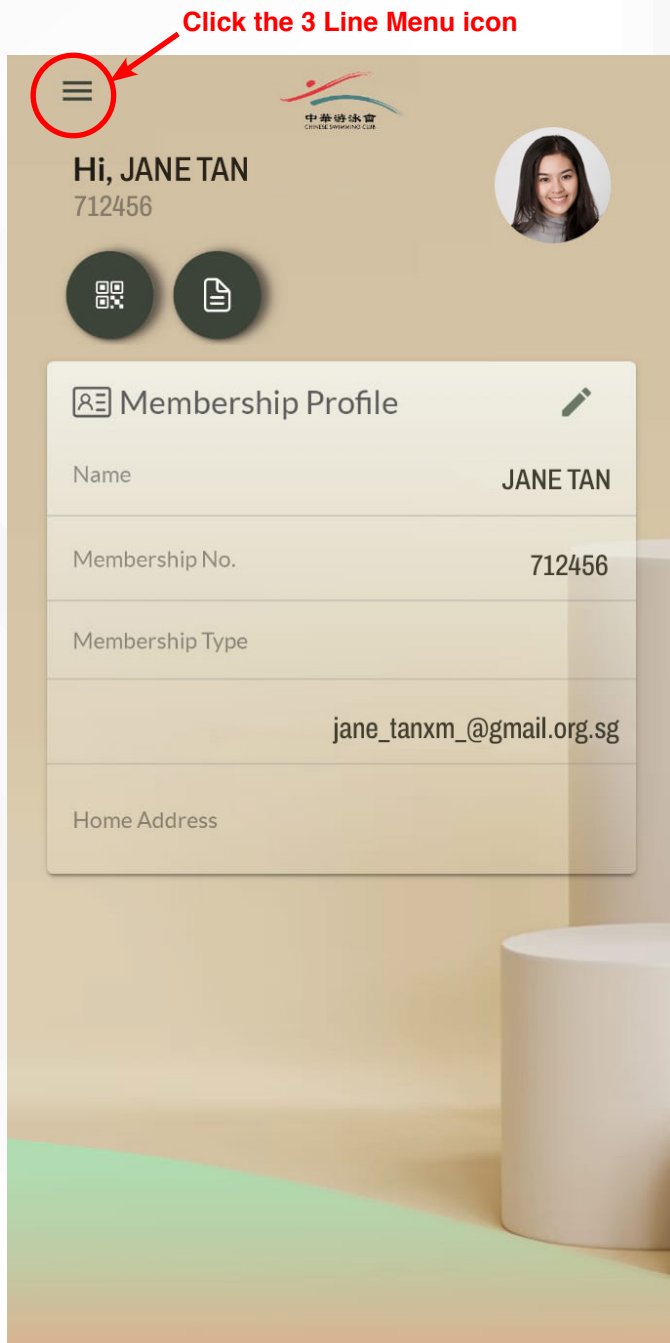 Click the 3 Line Menu icon
中華游泳會
CHINESE SWIMMING CLUB
Hi, JANE TAN
712456
Membership Profile
Name JANE TAN
Membership No. 712456
Membership Type
jane_tanxm_@gmail.org.sg
Home Address